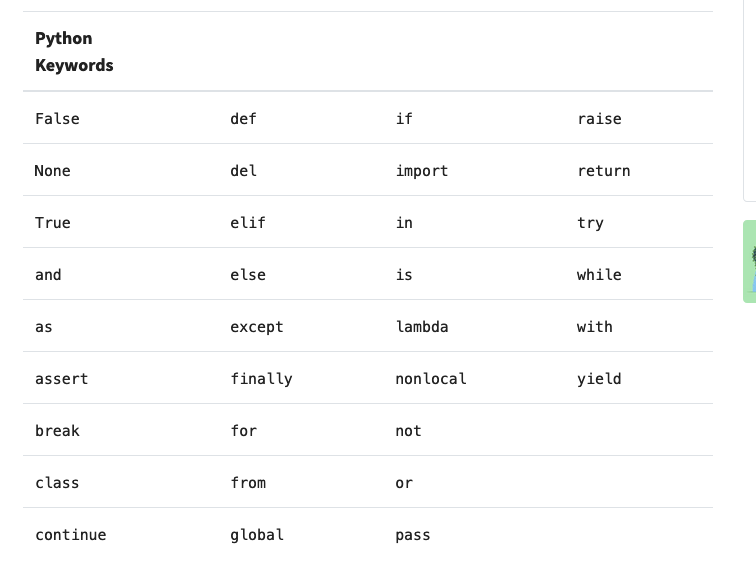 Python
Keywords
False def if raise
None del import return
True elif in try
and else is while
as except lambda with
assert finally nonlocal yield
break for not
class from or
continue global pass